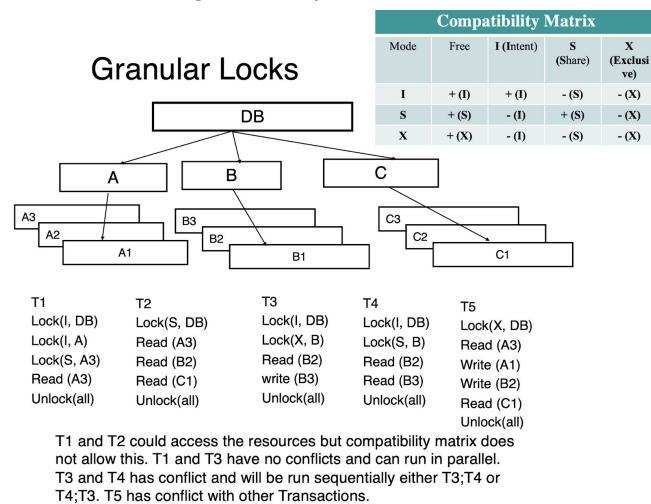 Compatibility Matrix
Mode Free I (Intent) S (Share) X (Exclusi ve)
I + (I) + (I) - (S) - (X)
S + (S) - (I) + (S) - (X)
X + (X) - (I) - (S) - (X)
Granular Locks
DB
A B C
A3 B3 C3
A2 B2 C2
A1 B1 C1
T1
Lock(I, DB)
Lock(I, A)
Lock(S, A3)
Read (A3)
Unlock(all)
T2
Lock(S, DB)
Read (A3)
Read (B2)
Read (C1)
Unlock(all)
T3
Lock(I, DB)
Lock(X, B)
Read (B2)
write (B3)
Unlock(all)
T4
Lock(I, DB)
Lock(S, B)
Read (B2)
Read (B3)
Unlock(all)
T5
Lock(X, DB)
Read (A3)
Write (A1)
Write (B2)
Read (C1)
Unlock(all)
T1 and T2 could access the resources but compatibility matrix does
not allow this. T1 and T3 have no conflicts and can run in parallel.
T3 and T4 has conflict and will be run sequentially either T3;T4 or
T4;T3. T5 has conflict with other Transactions.